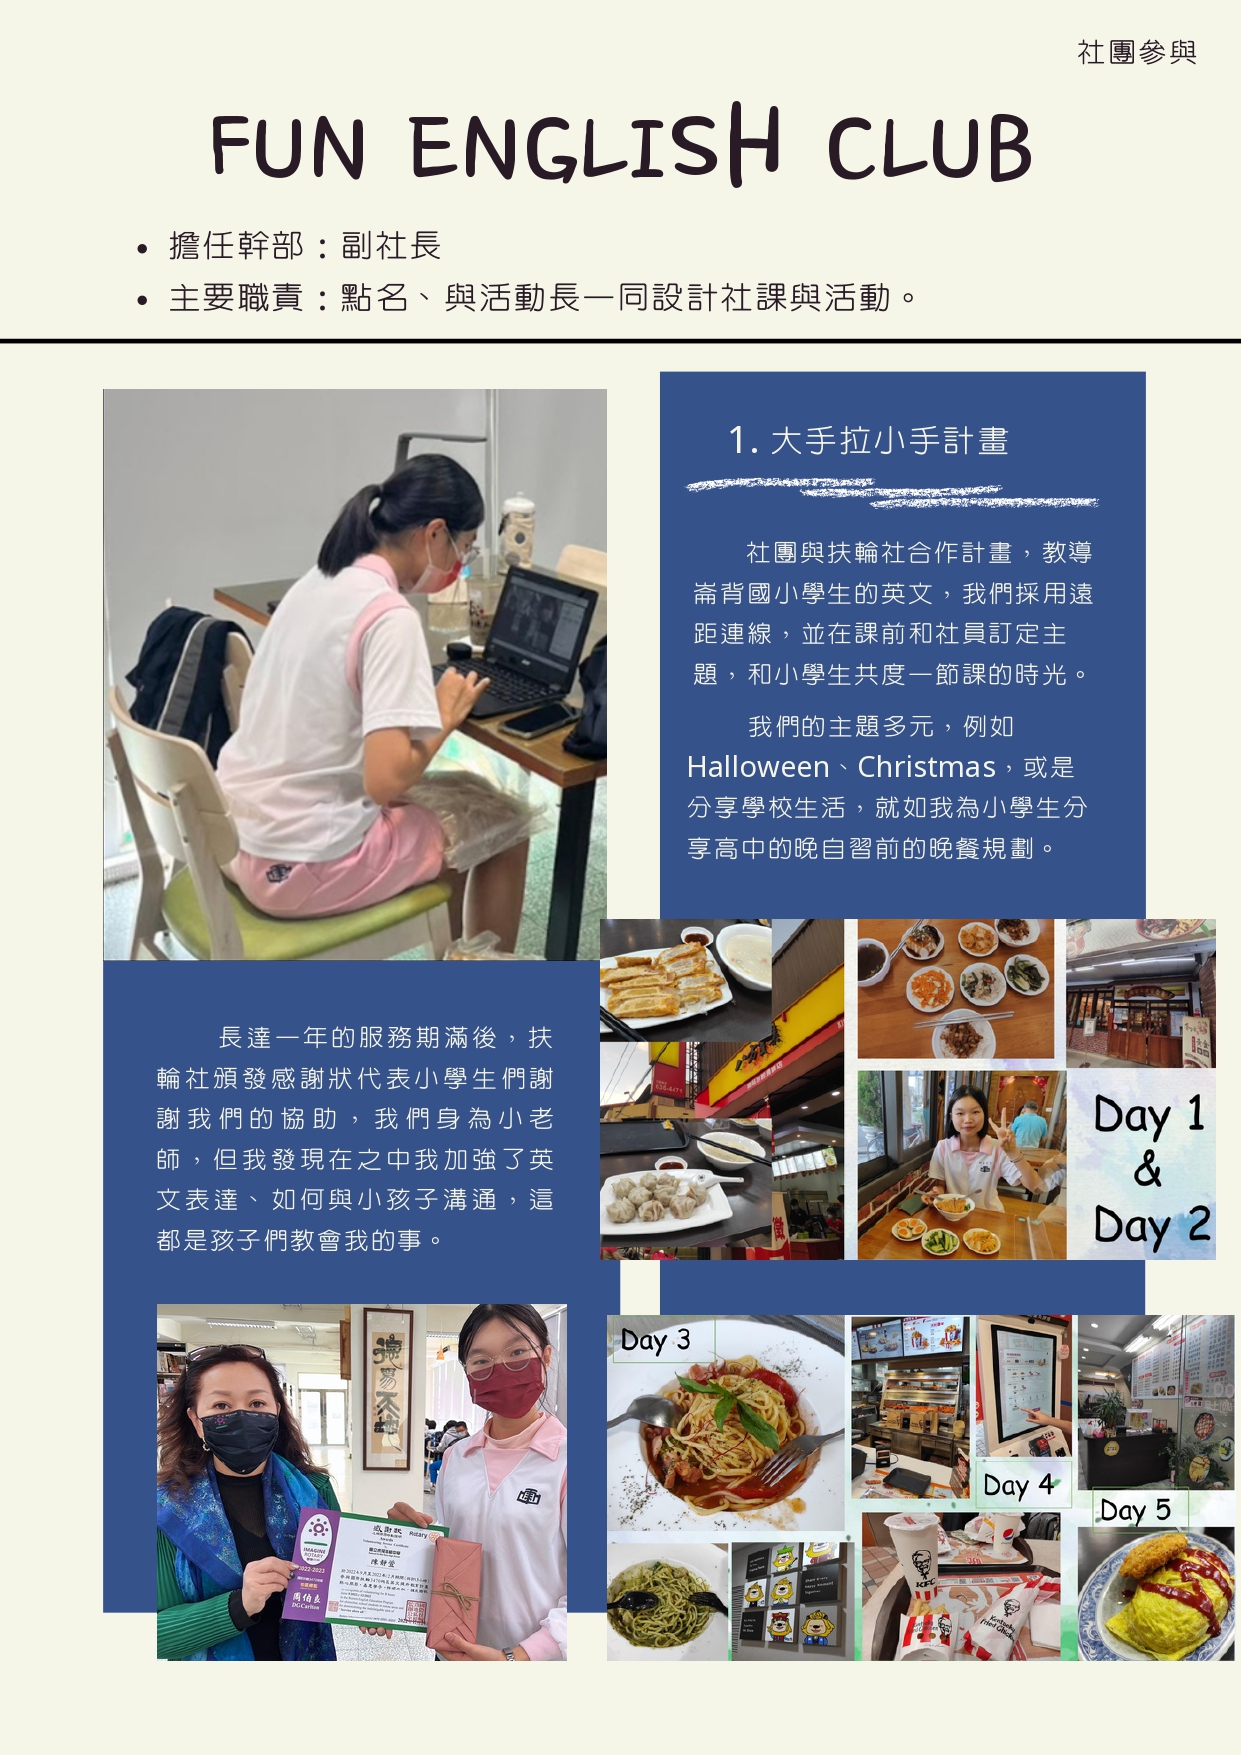 社團參與
FUN ENGLISH CLUB
• 擔任幹部：副社長
• 主要職責：點名、與活動長一同設計社課與活動。
1. 大手拉小手計畫
社團與扶輪社合作計畫，教導
崙背國小學生的英文，我們採用遠
距連線，並在課前和社員訂定主
題，和小學生共度一節課的時光。
我們的主題多元，例如
Halloween、Christmas，或是
分享學校生活，就如我為小學生分
享高中的晚自習前的晚餐規劃。
長達一年的服務期滿後，扶
輪社頒發感謝狀代表小學生們謝
謝我們的協助，我們身為小老
師，但我發現在之中我加強了英
文表達、如何與小孩子溝通，這
都是孩子們教會我的事。
Day 1
&
Day 2
Day 3
Day 4
Day 5
感謝狀
Rotary
IMAGINE
ROTARY
2022-2023
周伯良
DG Carlton
陳靜瑩
KFC
Kentucky
Fried Chicken